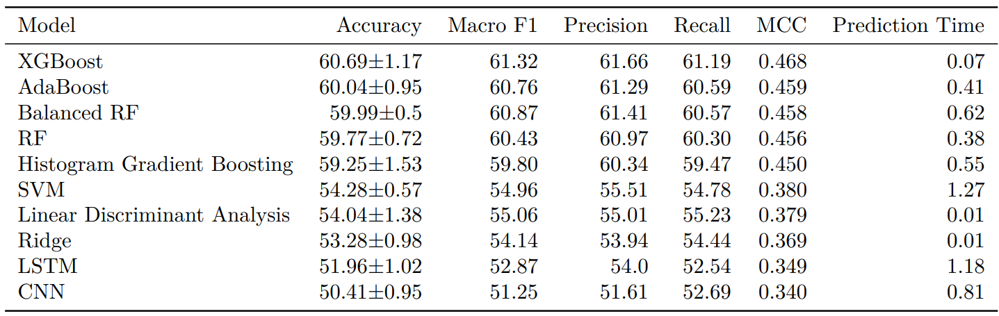 Model Accuracy Macro F1 Precision Recall MCC Prediction Time
XGBoost 60.69±1.17 61.32 61.66 61.19 0.468 0.07
AdaBoost 60.04±0.95 60.76 61.29 60.59 0.459 0.41
Balanced RF 59.99±0.5 60.87 61.41 60.57 0.458 0.62
RF 59.77±0.72 60.43 60.97 60.30 0.456 0.38
Histogram Gradient Boosting 59.25±1.53 59.80 60.34 59.47 0.450 0.55
SVM 54.28±0.57 54.96 55.51 54.78 0.380 1.27
Linear Discriminant Analysis 54.04±1.38 55.06 55.01 55.23 0.379 0.01
Ridge 53.28±0.98 54.14 53.94 54.44 0.369 0.01
LSTM 51.96±1.02 52.87 54.0 52.54 0.349 1.18
CNN 50.41±0.95 51.25 51.61 52.69 0.340 0.81